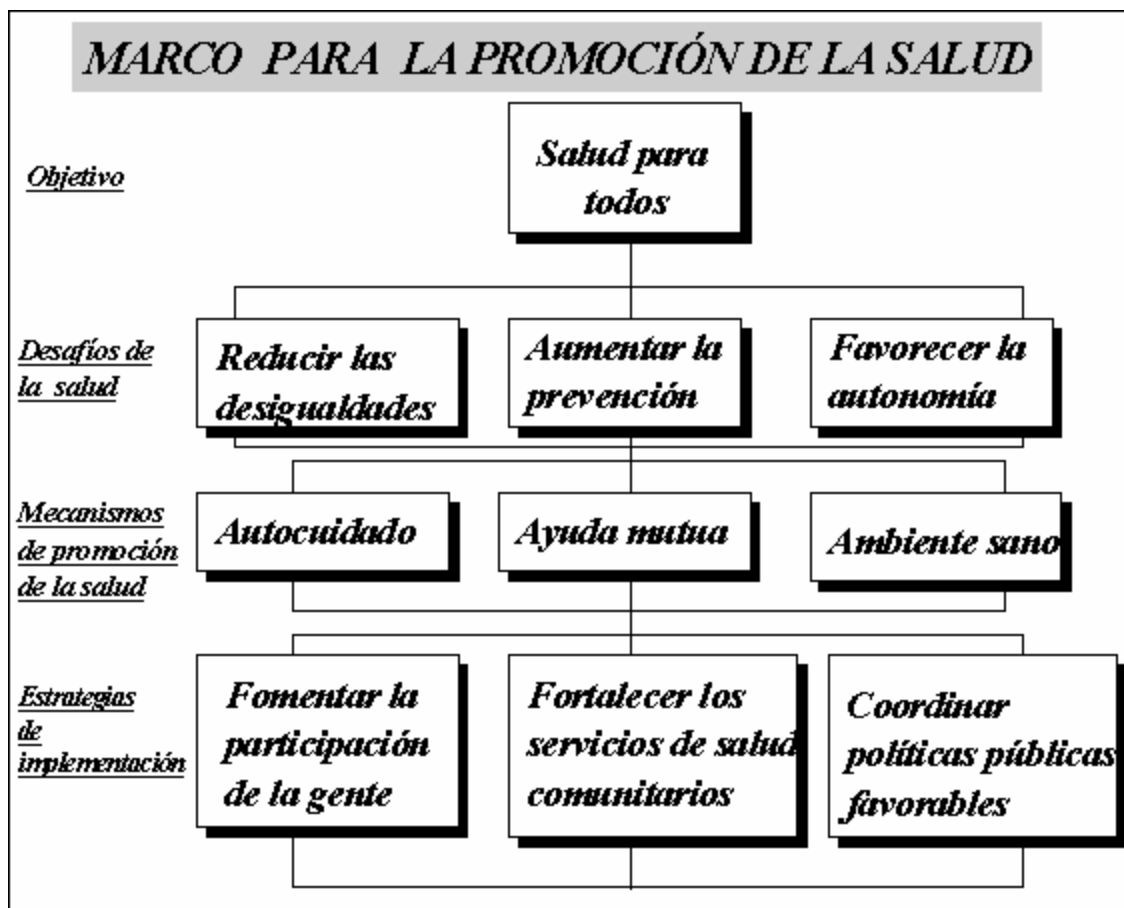 MARCO PARA LA PROMOCIÓN DE LA SALUD
Objetivo
Salud para
todos
Desafíos de
la salud
Reducir las
desigualdades
Aumentar la
prevención
Favorecer la
autonomía
Mecanismos
de promoción
de la salud
Autocuidado
Ayuda mutua
Ambiente sano
Estrategias
de
implementación
Fomentar la
participación
de la gente
Fortalecer los
servicios de salud
comunitarios
Coordinar
políticas públicas
favorables